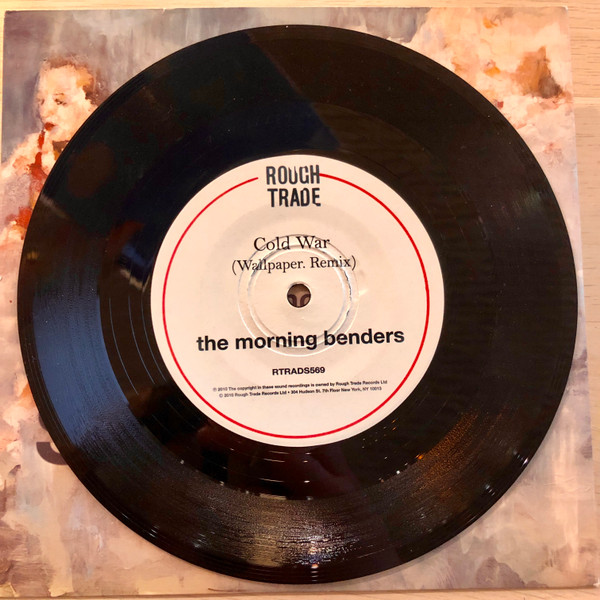 ROUGH
TRADE
Cold War
(Wallpaper. Remix)
the morning benders
RTRADS569
℗ 2010 The copyright in these sound recordings is owned by Rough Trade Records Ltd
© 2010 Rough Trade Records Ltd • 304 Hudson St, 7th Floor New York, NY 10013